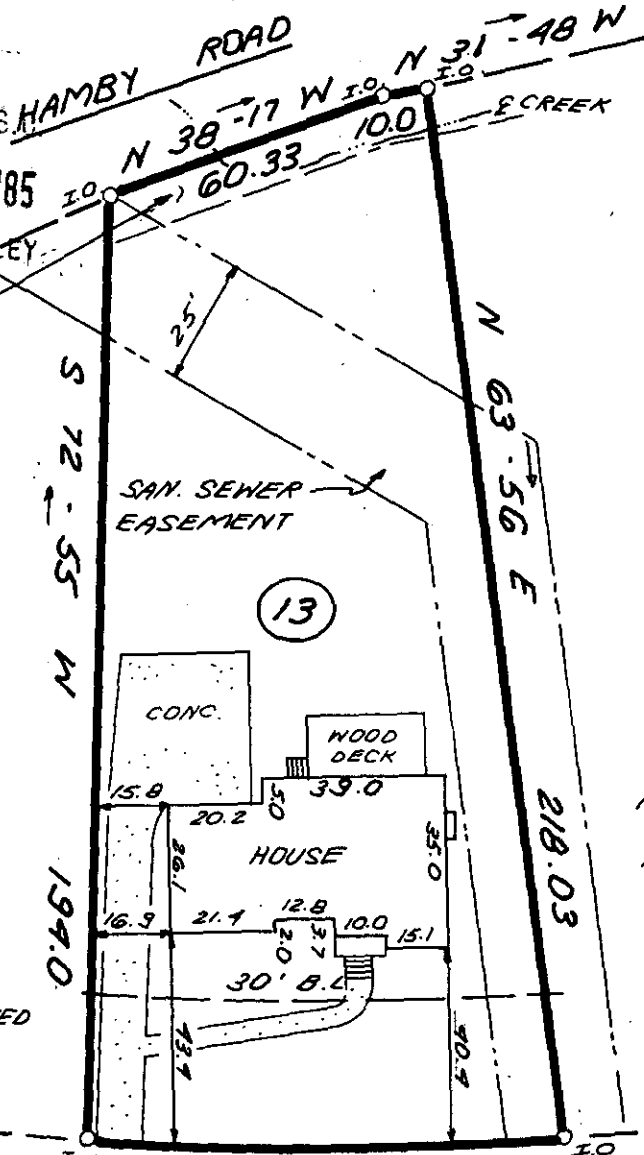 HAMBY ROAD
N 38-17 W
N 31-48 W
I.O
I.O
I.O
60.33
10.0
℄ CREEK
'85
EY
25'
S 72-55 W
194.0
N 63-56 E
218.03
SAN. SEWER
EASEMENT
13
CONC.
WOOD
DECK
15.8
20.2
5.0
39.0
HOUSE
26.1
35.0
16.9
21.4
12.8
2.0
3.7
10.0
15.1
30' B.L.
43.4
40.4
ED
I.O